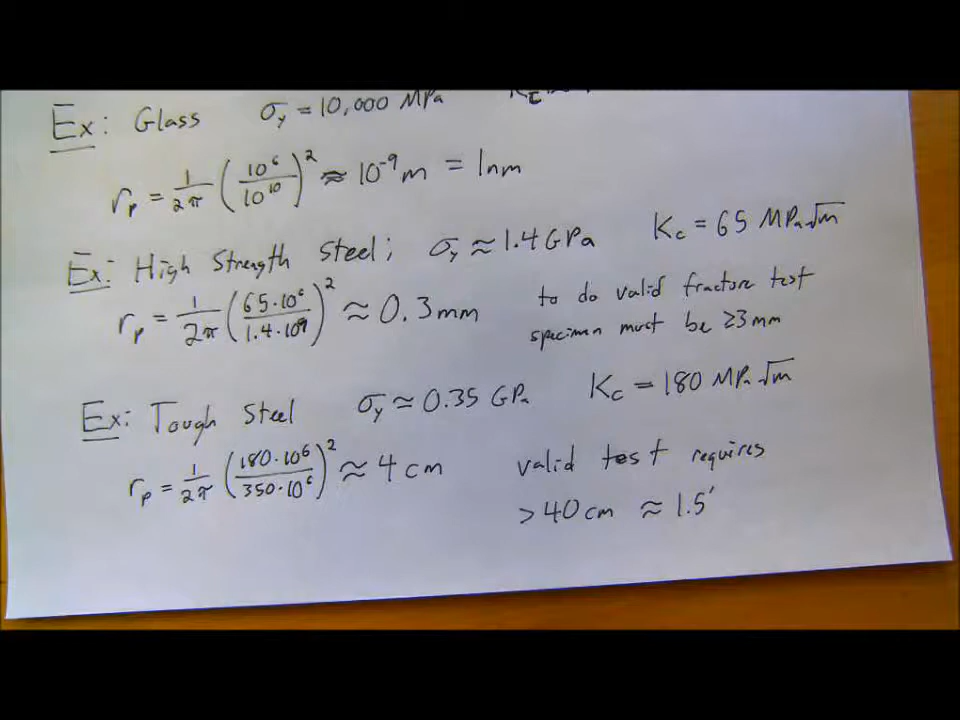 Ex: Glass σy = 10,000 MPa
rp = 1/2π (10^6/10^10)^2 ≈ 10^-9 m = 1nm
Ex: High Strength Steel; σy ≈ 1.4 GPa Kc = 65 MPa√m
rp = 1/2π (65·10^6/1.4·10^9)^2 ≈ 0.3mm
to do valid fracture test
specimen must be ≥3mm
Ex: Tough Steel σy ≈ 0.35 GPa Kc = 180 MPa√m
rp = 1/2π (180·10^6/350·10^6)^2 ≈ 4 cm
valid test requires
> 40 cm ≈ 1.5'